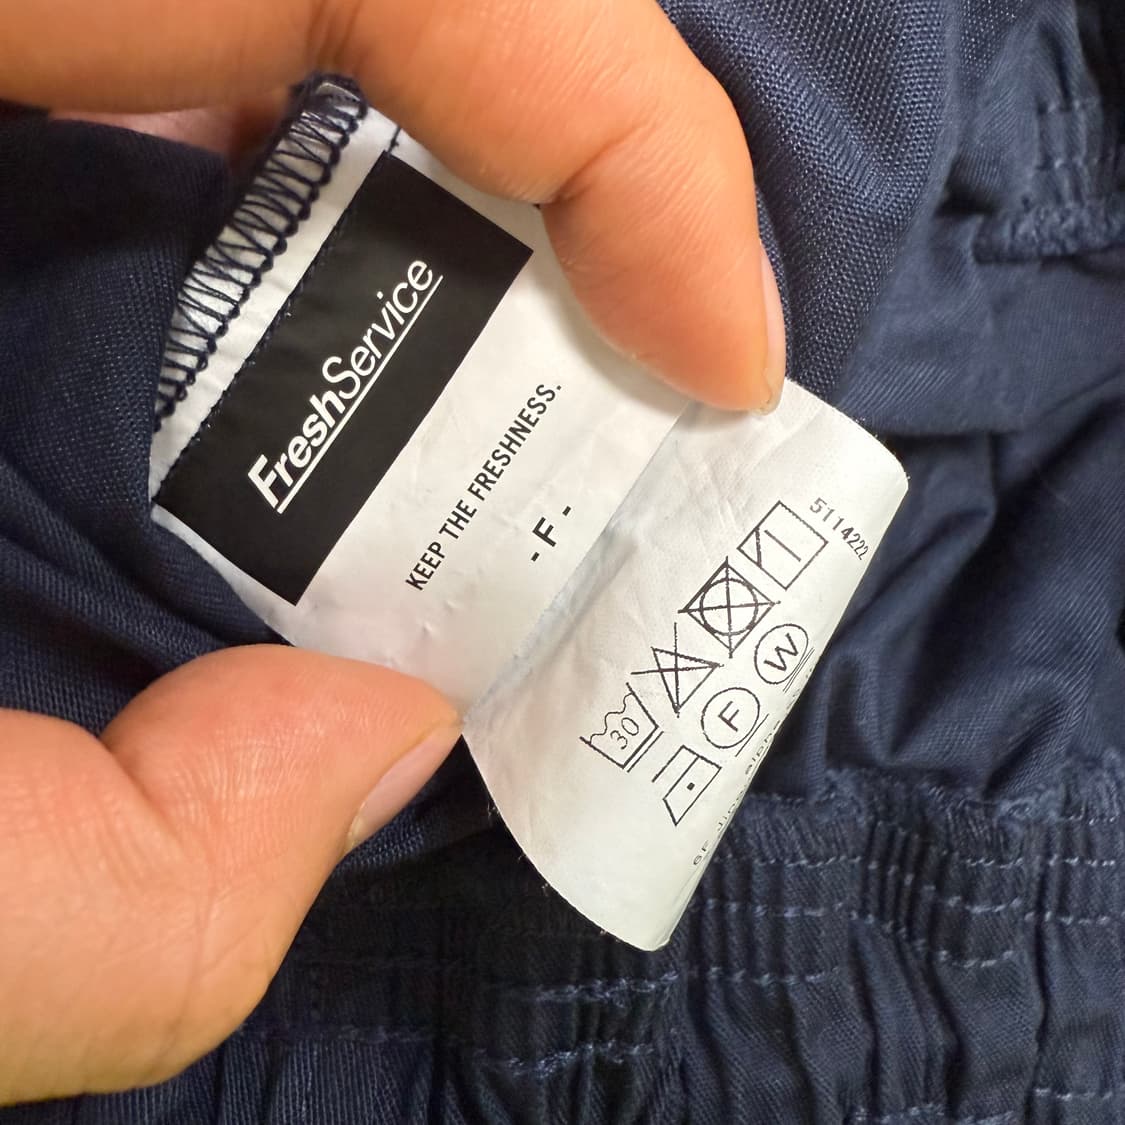 FreshService
KEEP THE FRESHNESS.
- F -
5114222
30
F
W